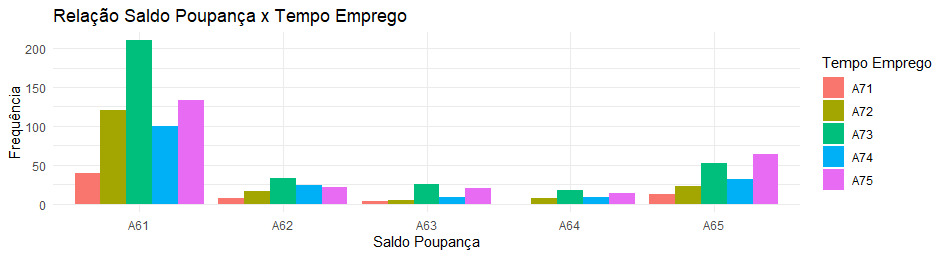 Relação Saldo Poupança x Tempo Emprego
Frequência
200
150
100
50
0
A61
A62
A63
A64
A65
Saldo Poupança
Tempo Emprego
A71
A72
A73
A74
A75